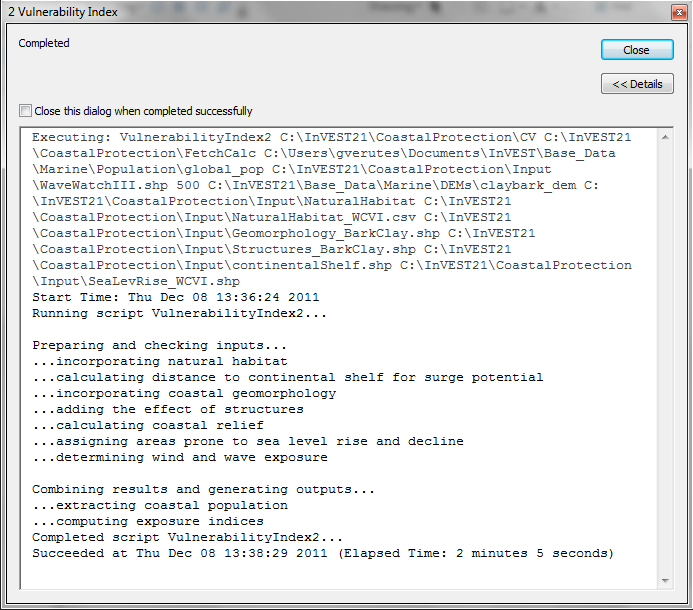 2 Vulnerability Index
Completed
Close
<< Details
Close this dialog when completed successfully
Executing: VulnerabilityIndex2 C:\InVEST21\CoastalProtection\CV C:\InVEST21
\CoastalProtection\FetchCalc C:\Users\gverutes\Documents\InVEST\Base_Data
\Marine\Population\global_pop C:\InVEST21\CoastalProtection\Input
\WaveWatchIII.shp 500 C:\InVEST21\Base_Data\Marine\DEMs\claybark_dem C:
\InVEST21\CoastalProtection\Input\NaturalHabitat C:\InVEST21
\CoastalProtection\Input\NaturalHabitat_WCVI.csv C:\InVEST21
\CoastalProtection\Input\Geomorphology_BarkClay.shp C:\InVEST21
\CoastalProtection\Input\Structures_BarkClay.shp C:\InVEST21
\CoastalProtection\Input\continentalShelf.shp C:\InVEST21\CoastalProtection
\Input\SeaLevRise_WCVI.shp
Start Time: Thu Dec 08 13:36:24 2011
Running script VulnerabilityIndex2...
Preparing and checking inputs...
...incorporating natural habitat
...calculating distance to continental shelf for surge potential
...incorporating coastal geomorphology
...adding the effect of structures
...calculating coastal relief
...assigning areas prone to sea level rise and decline
...determining wind and wave exposure
Combining results and generating outputs...
...extracting coastal population
...computing exposure indices
Completed script VulnerabilityIndex2...
Succeeded at Thu Dec 08 13:38:29 2011 (Elapsed Time: 2 minutes 5 seconds)